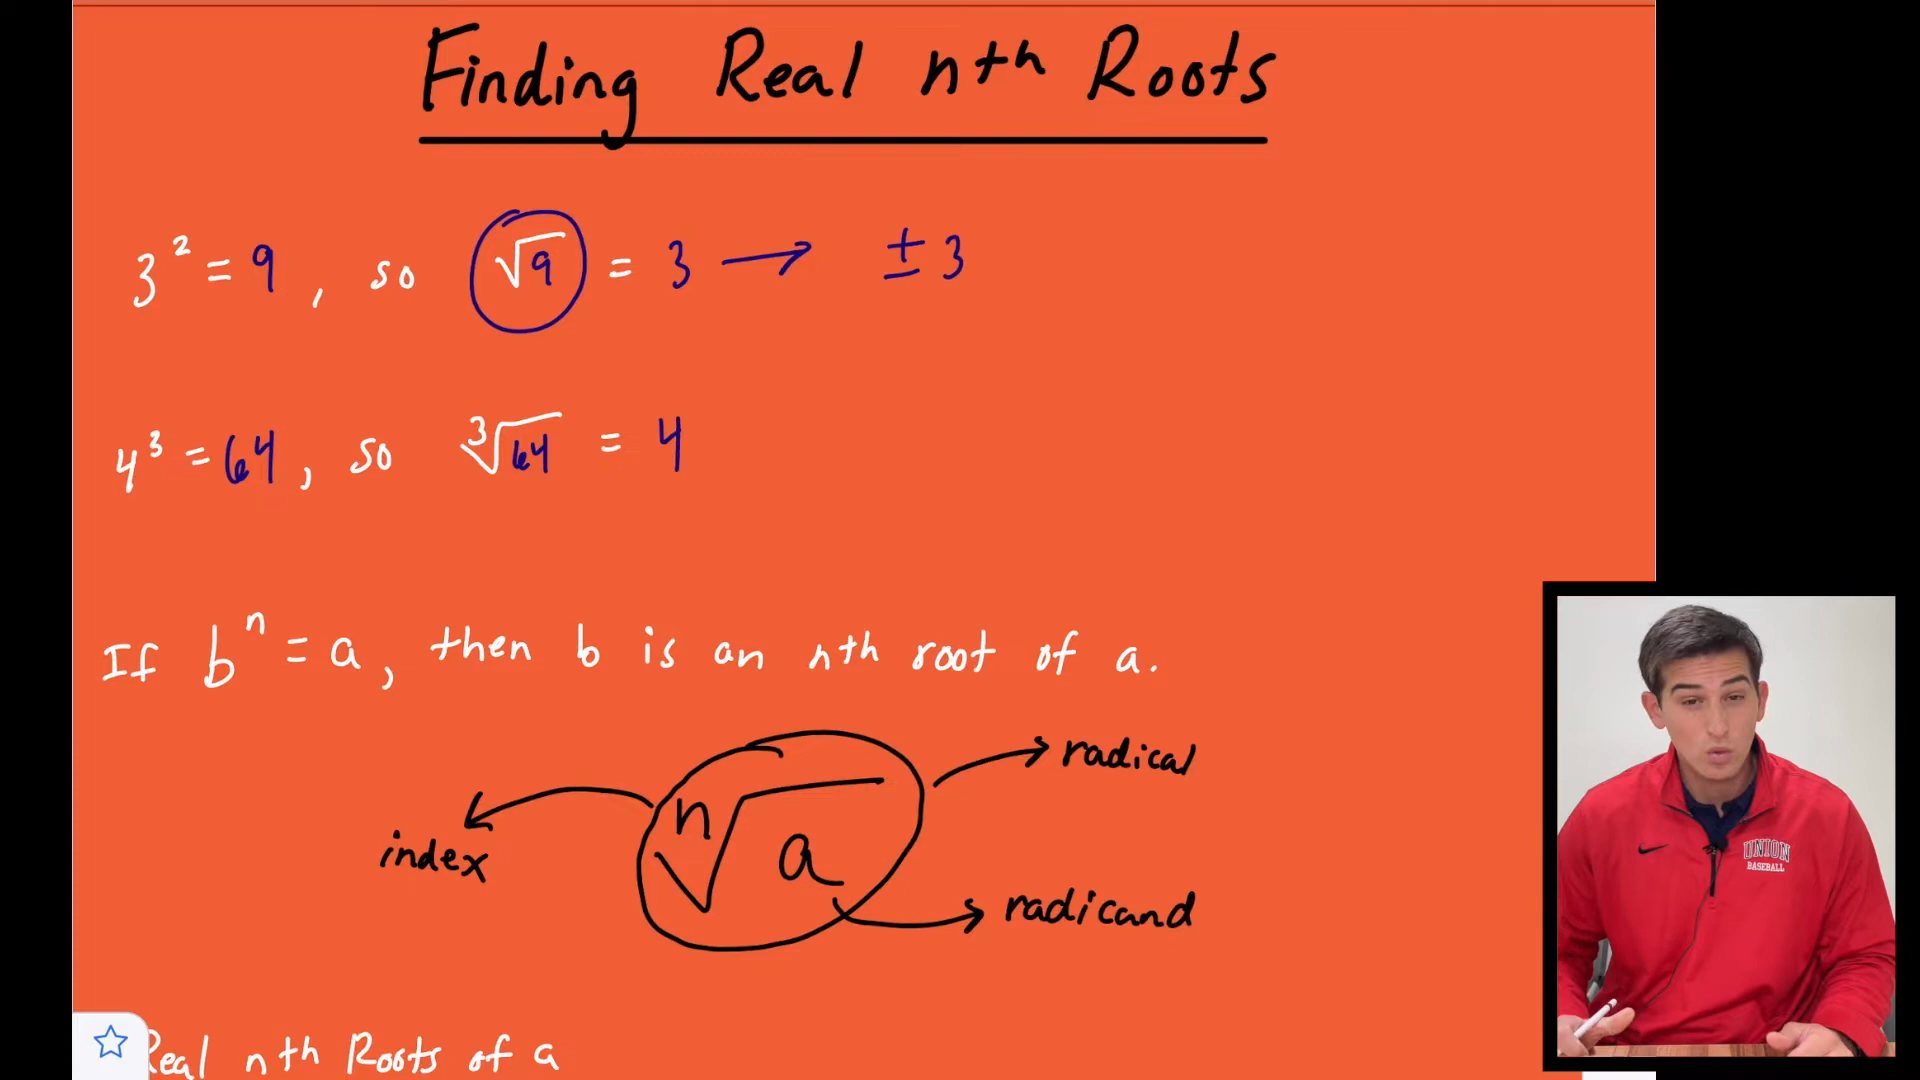 Finding Real nth Roots
3² = 9, so √9 = 3 → ± 3
4³ = 64, so ³√64 = 4
If bⁿ = a, then b is an nth root of a.
radical
index
ⁿ√a
radicand
UNION
BASEBALL
Real nth Roots of a